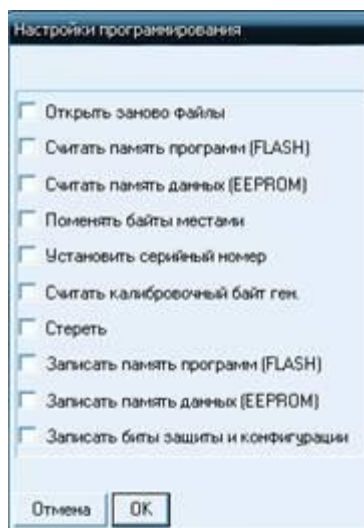 Настройки программирования
Открыть заново файлы
Считать память программ (FLASH)
Считать память данных (EEPROM)
Поменять байты местами
Установить серийный номер
Считать калибровочный байт ген.
Стереть
Записать память программ (FLASH)
Записать память данных (EEPROM)
Записать биты защиты и конфигурации
Отмена OK